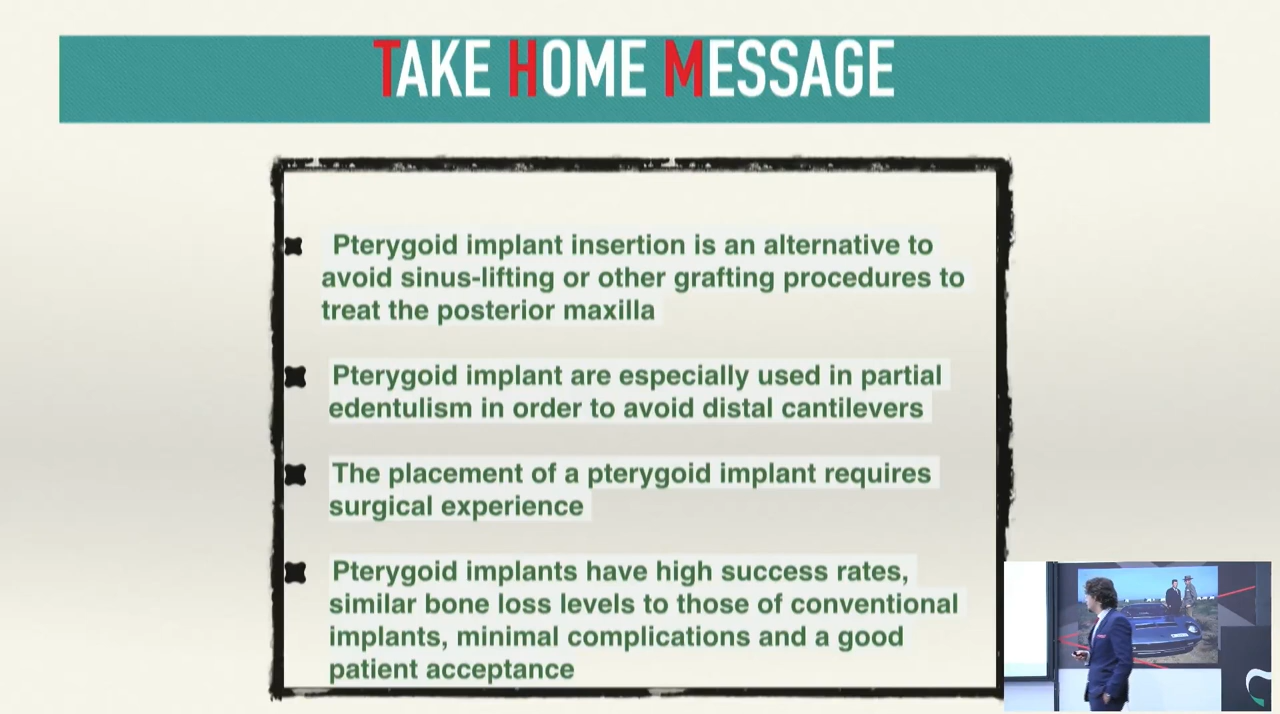 TAKE HOME MESSAGE
Pterygoid implant insertion is an alternative to
avoid sinus-lifting or other grafting procedures to
treat the posterior maxilla
Pterygoid implant are especially used in partial
edentulism in order to avoid distal cantilevers
The placement of a pterygoid implant requires
surgical experience
Pterygoid implants have high success rates,
similar bone loss levels to those of conventional
implants, minimal complications and a good
patient acceptance